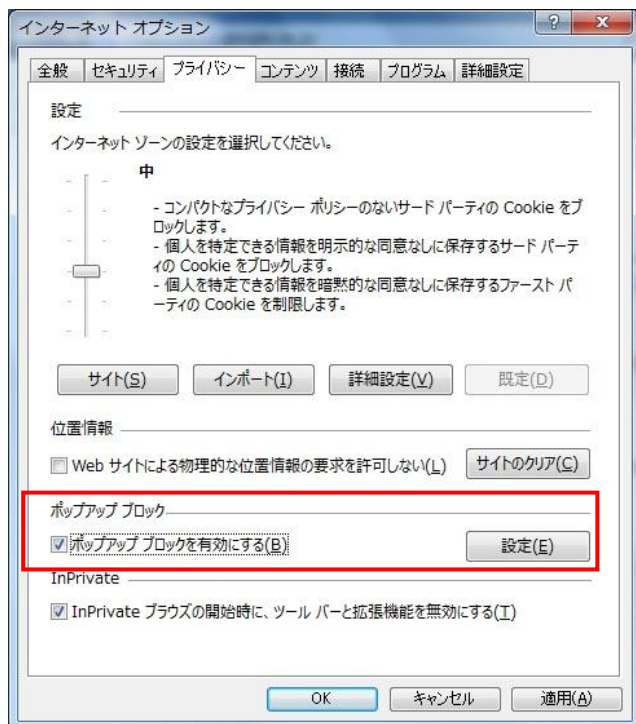 インターネット オプション
全般 セキュリティ プライバシー コンテンツ 接続 プログラム 詳細設定
設定
インターネット ゾーンの設定を選択してください。
中
- コンパクトなプライバシー ポリシーのないサード パーティの Cookie をブ
ロックします。
- 個人を特定できる情報を明示的な同意なしに保存するサード パーテ
ィの Cookie をブロックします。
- 個人を特定できる情報を暗黙的な同意なしに保存するファースト パ
ーティの Cookie を制限します。
サイト(S) インポート(I) 詳細設定(V) 既定(D)
位置情報
Web サイトによる物理的な位置情報の要求を許可しない(L) サイトのクリア(C)
ポップアップ ブロック
ポップアップ ブロックを有効にする(B) 設定(E)
InPrivate
InPrivate ブラウズの開始時に、ツール バーと拡張機能を無効にする(T)
OK キャンセル 適用(A)